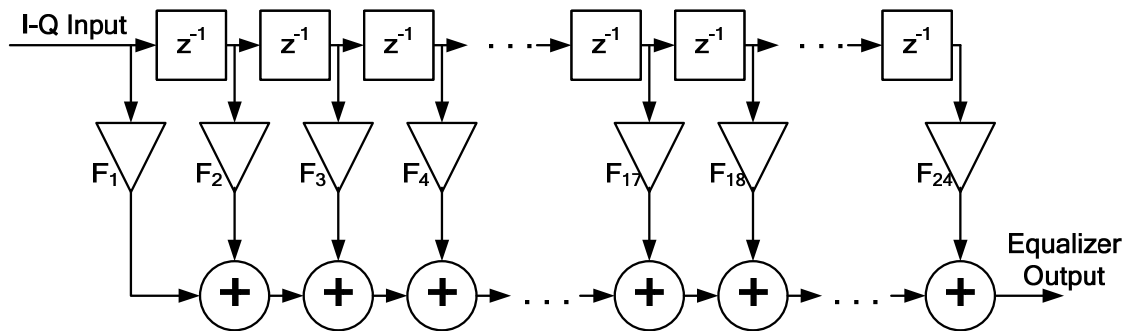 I-Q Input
z⁻¹ z⁻¹ z⁻¹ . . . z⁻¹ z⁻¹ . . . z⁻¹
F₁ F₂ F₃ F₄ F₁₇ F₁₈ F₂₄
Equalizer
Output
+ + + . . . + + . . . +